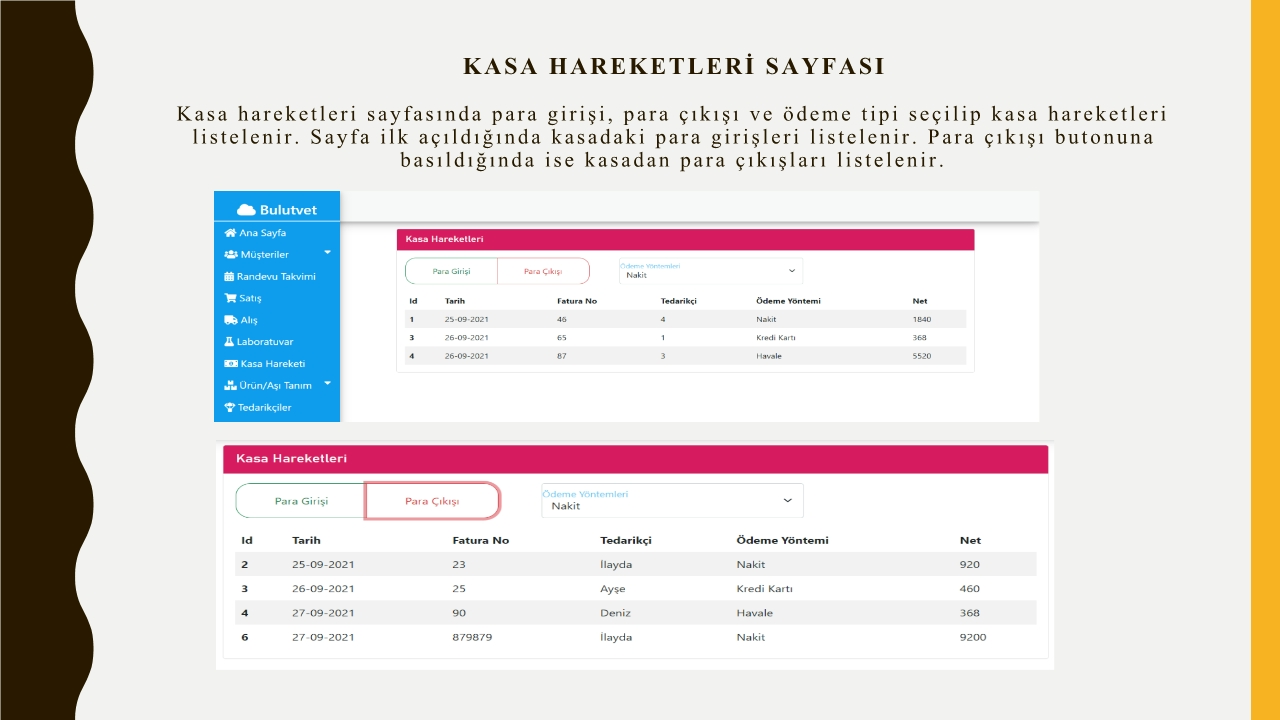 KASA HAREKETLERİ SAYFASI
Kasa hareketleri sayfasında para girişi, para çıkışı ve ödeme tipi seçilip kasa hareketleri
listelenir. Sayfa ilk açıldığında kasadaki para girişleri listelenir. Para çıkışı butonuna
basıldığında ise kasadan para çıkışları listelenir.
Bulutvet
Ana Sayfa
Müşteriler
Randevu Takvimi
Satış
Alış
Laboratuvar
Kasa Hareketi
Ürün/Aşı Tanım
Tedarikçiler
Kasa Hareketleri
Para Girişi Para Çıkışı Ödeme Yöntemleri
Nakit
Id Tarih Fatura No Tedarikçi Ödeme Yöntemi Net
1 25-09-2021 46 4 Nakit 1840
3 26-09-2021 65 1 Kredi Kartı 368
4 26-09-2021 87 3 Havale 5520
Kasa Hareketleri
Para Girişi Para Çıkışı Ödeme Yöntemleri
Nakit
Id Tarih Fatura No Tedarikçi Ödeme Yöntemi Net
2 25-09-2021 23 İlayda Nakit 920
3 26-09-2021 25 Ayşe Kredi Kartı 460
4 27-09-2021 90 Deniz Havale 368
6 27-09-2021 879879 İlayda Nakit 9200